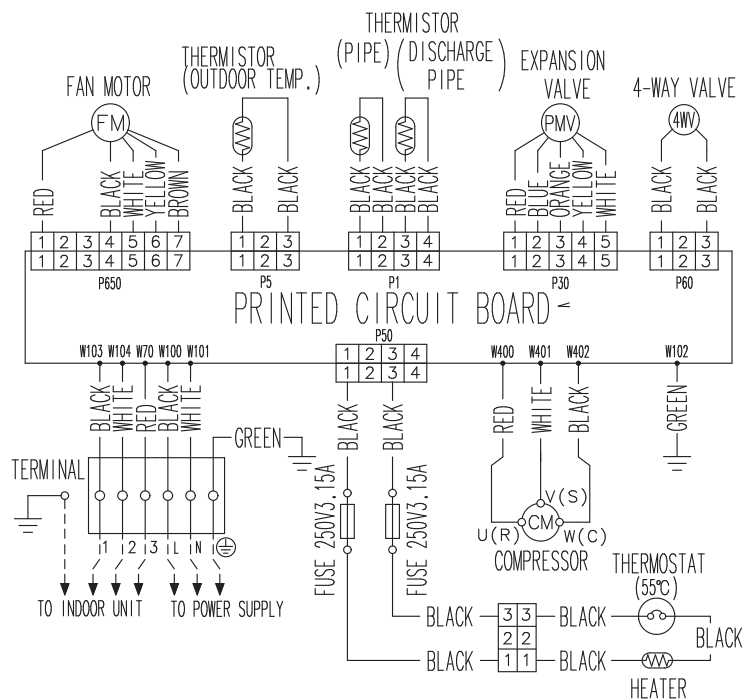 THERMISTOR
(PIPE) (DISCHARGE PIPE)
THERMISTOR
(OUTDOOR TEMP.)
EXPANSION
VALVE
4-WAY VALVE
FAN MOTOR
FM
PMV
4WV
RED BLACK WHITE YELLOW BROWN
BLACK BLACK
BLACK BLACK BLACK BLACK
RED BLUE ORANGE YELLOW WHITE
BLACK BLACK
1 2 3 4 5 6 7
1 2 3 4 5 6 7
1 2 3
1 2 3
1 2 3 4
1 2 3 4
1 2 3 4 5
1 2 3 4 5
1 2 3
1 2 3
P650 P5 P1 P30 P60
PRINTED CIRCUIT BOARD
P50
1 2 3 4
1 2 3 4
W103 W104 W70 W100 W101
W400 W401 W402 W102
BLACK WHITE RED BLACK WHITE
BLACK BLACK
RED WHITE BLACK
GREEN
GREEN
TERMINAL
1 2 3 L N
TO INDOOR UNIT
TO POWER SUPPLY
FUSE 250V3.15A
FUSE 250V3.15A
V(S)
CM
U(R) W(C)
COMPRESSOR
THERMOSTAT
(55℃)
BLACK 3 3 BLACK
2 2
BLACK 1 1 BLACK
BLACK
HEATER